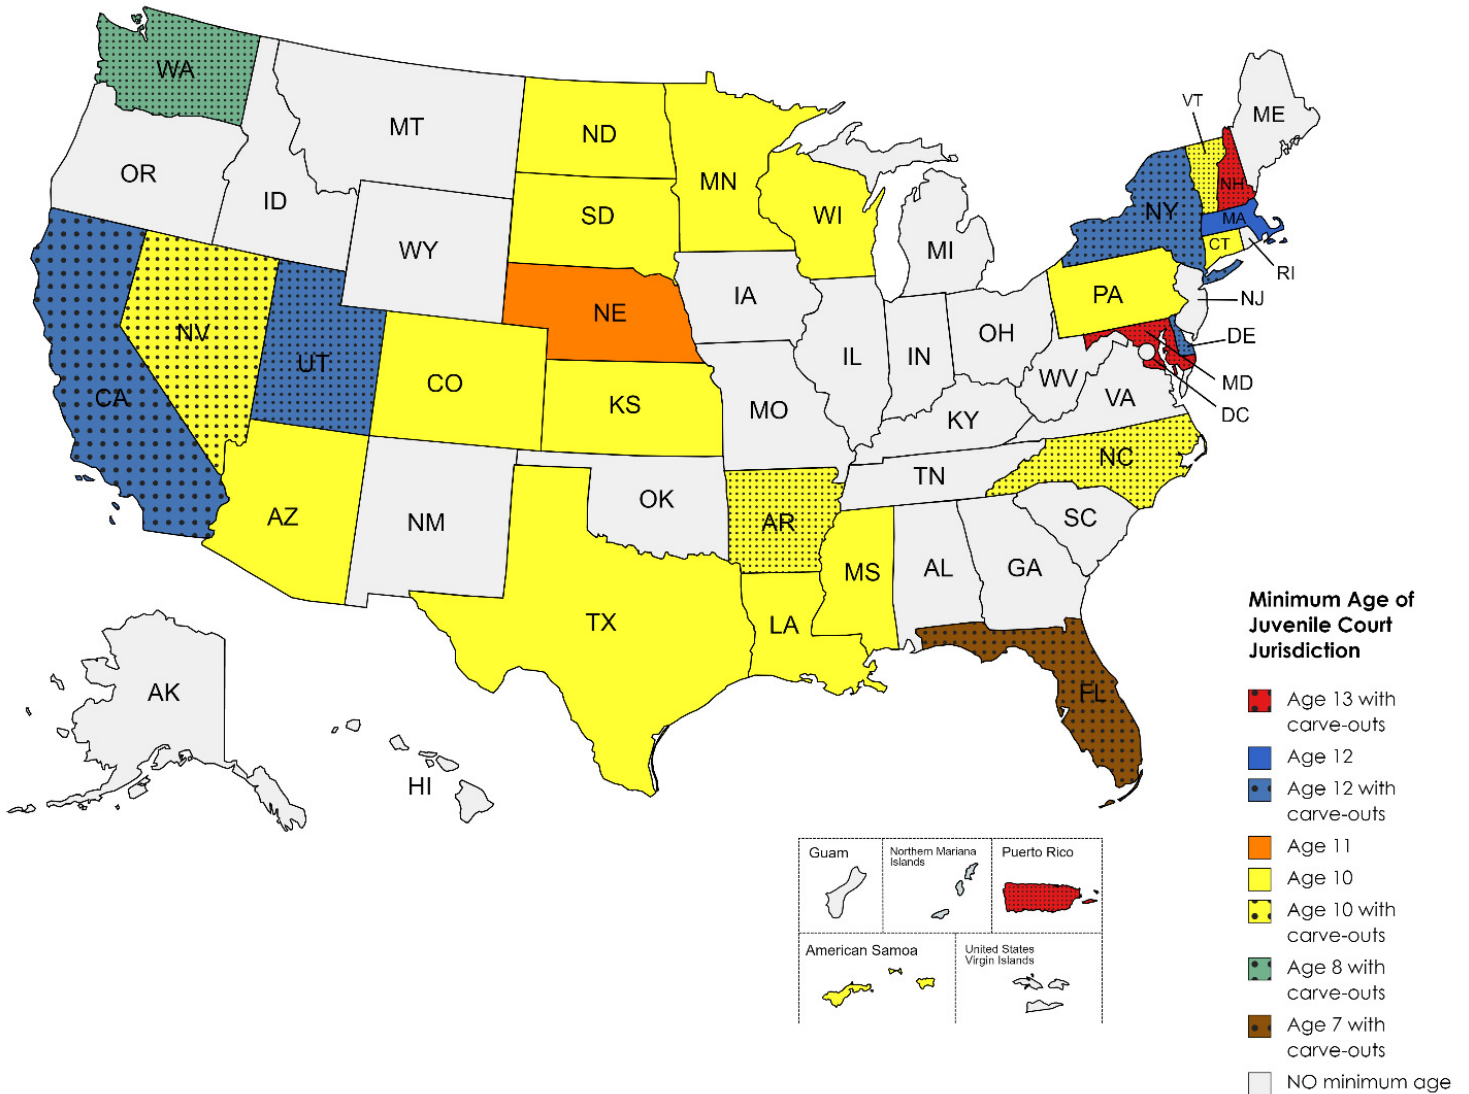 WA
VT
ME
MT
ND
OR
MN
NH
ID
SD
WI
NY
MA
WY
MI
CT
RI
IA
PA
NJ
NE
NV
OH
DE
UT
IL
IN
CO
WV
MD
CA
KS
MO
VA
DC
KY
NC
TN
OK
AZ
NM
AR
SC
MS
AL
GA
TX
LA
AK
FL
HI
Minimum Age of
Juvenile Court
Jurisdiction
Age 13 with
carve-outs
Age 12
Age 12 with
carve-outs
Age 11
Age 10
Age 10 with
carve-outs
Age 8 with
carve-outs
Age 7 with
carve-outs
NO minimum age
Guam
Northern Mariana
Islands
Puerto Rico
American Samoa
United States
Virgin Islands